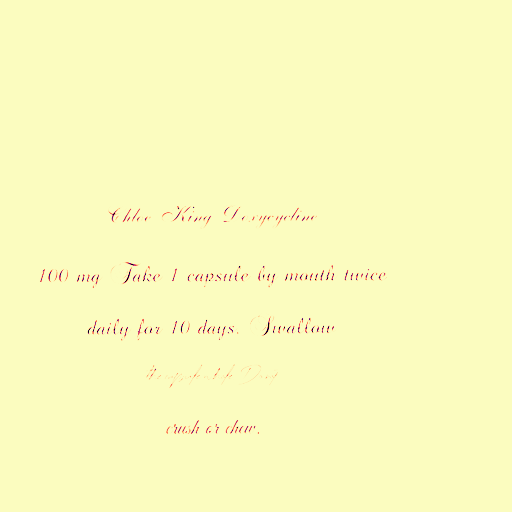 Chloe King Doxycycline
100 mg Take 1 capsule by mouth twice
daily for 10 days. Swallow
crush or chew.